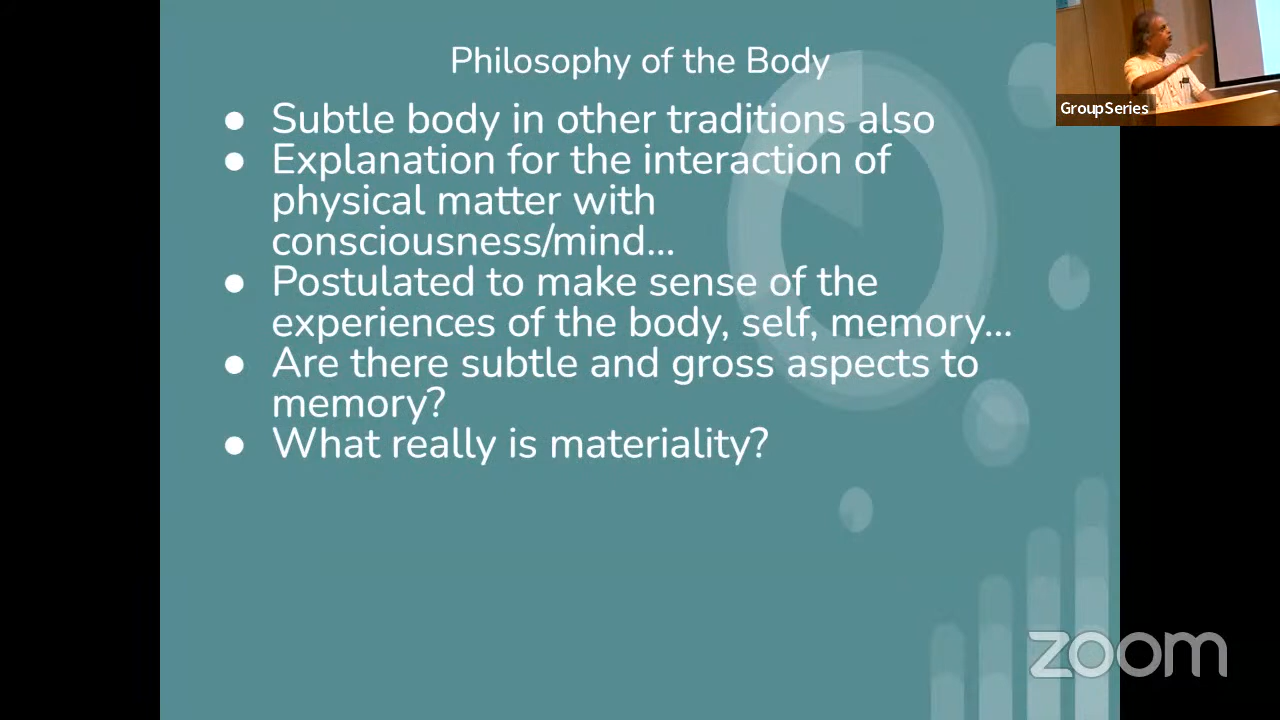 Philosophy of the Body
● Subtle body in other traditions also
● Explanation for the interaction of
physical matter with
consciousness/mind...
● Postulated to make sense of the
experiences of the body, self, memory...
● Are there subtle and gross aspects to
memory?
● What really is materiality?
GroupSeries
zoom